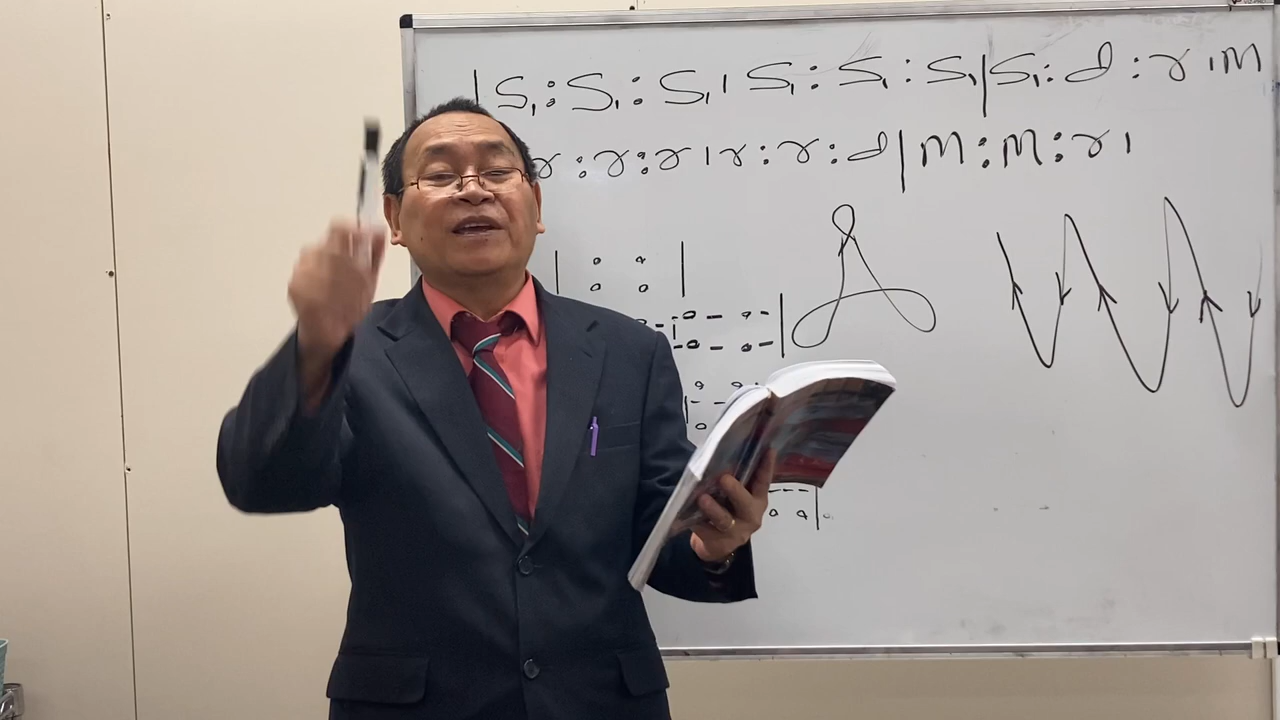 | S₁ : S₁ : S₁ | S₁ : S₁ : S₁ | S₁ : d : r | m
r : r : r | r : r : d | m : m : r |